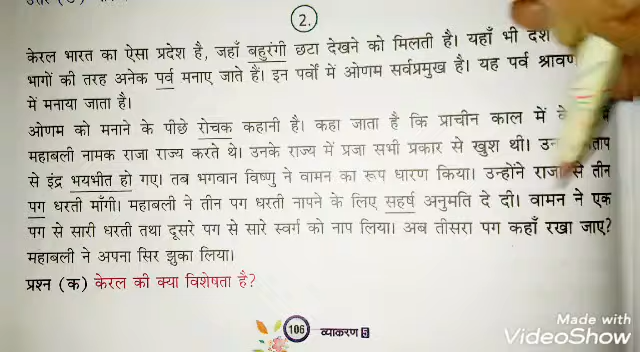 2.
केरल भारत का ऐसा प्रदेश है, जहाँ बहुरंगी छटा देखने को मिलती है। यहाँ भी
भागों की तरह अनेक पर्व मनाए जाते हैं। इन पर्वों में ओणम सर्वप्रमुख है। यह पर्व श्रावण
में मनाया जाता है।
ओणम को मनाने के पीछे रोचक कहानी है। कहा जाता है कि प्राचीन काल में
महाबली नामक राजा राज्य करते थे। उनके राज्य में प्रजा सभी प्रकार से खुश थी।
से इंद्र भयभीत हो गए। तब भगवान विष्णु ने वामन का रूप धारण किया। उन्होंने राजा से तीन
पग धरती माँगी। महाबली ने तीन पग धरती नापने के लिए सहर्ष अनुमति दे दी। वामन ने एक
पग से सारी धरती तथा दूसरे पग से सारे स्वर्ग को नाप लिया। अब तीसरा पग कहाँ रखा जाए?
महाबली ने अपना सिर झुका लिया।
प्रश्न (क) केरल की क्या विशेषता है?
106 व्याकरण 5
Made with
VideoShow